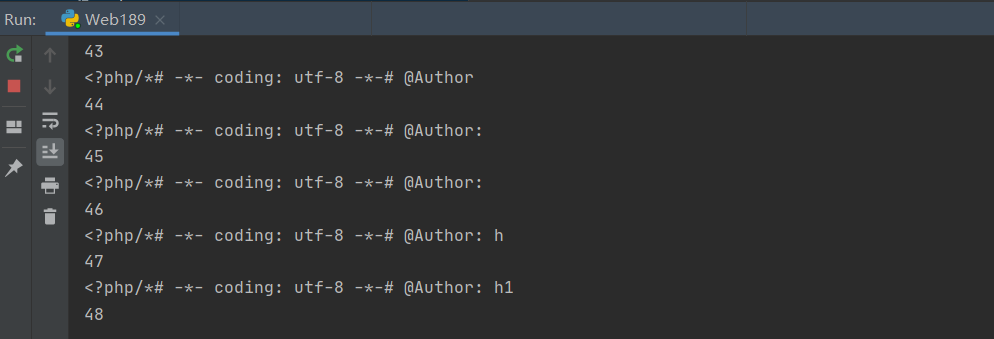 Run: Web189
43
<?php/*# -*- coding: utf-8 -*-# @Author
44
<?php/*# -*- coding: utf-8 -*-# @Author:
45
<?php/*# -*- coding: utf-8 -*-# @Author:
46
<?php/*# -*- coding: utf-8 -*-# @Author: h
47
<?php/*# -*- coding: utf-8 -*-# @Author: h1
48